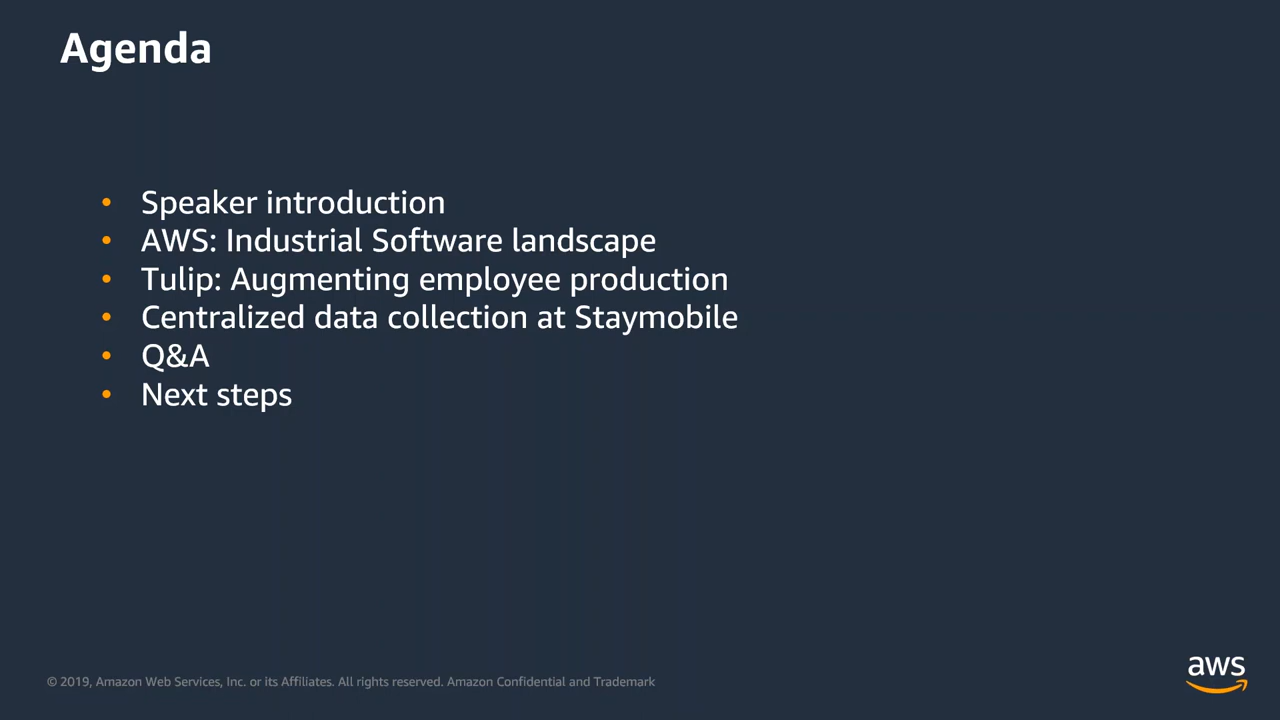 Agenda
• Speaker introduction
• AWS: Industrial Software landscape
• Tulip: Augmenting employee production
• Centralized data collection at Staymobile
• Q&A
• Next steps
© 2019, Amazon Web Services, Inc. or its Affiliates. All rights reserved. Amazon Confidential and Trademark
aws